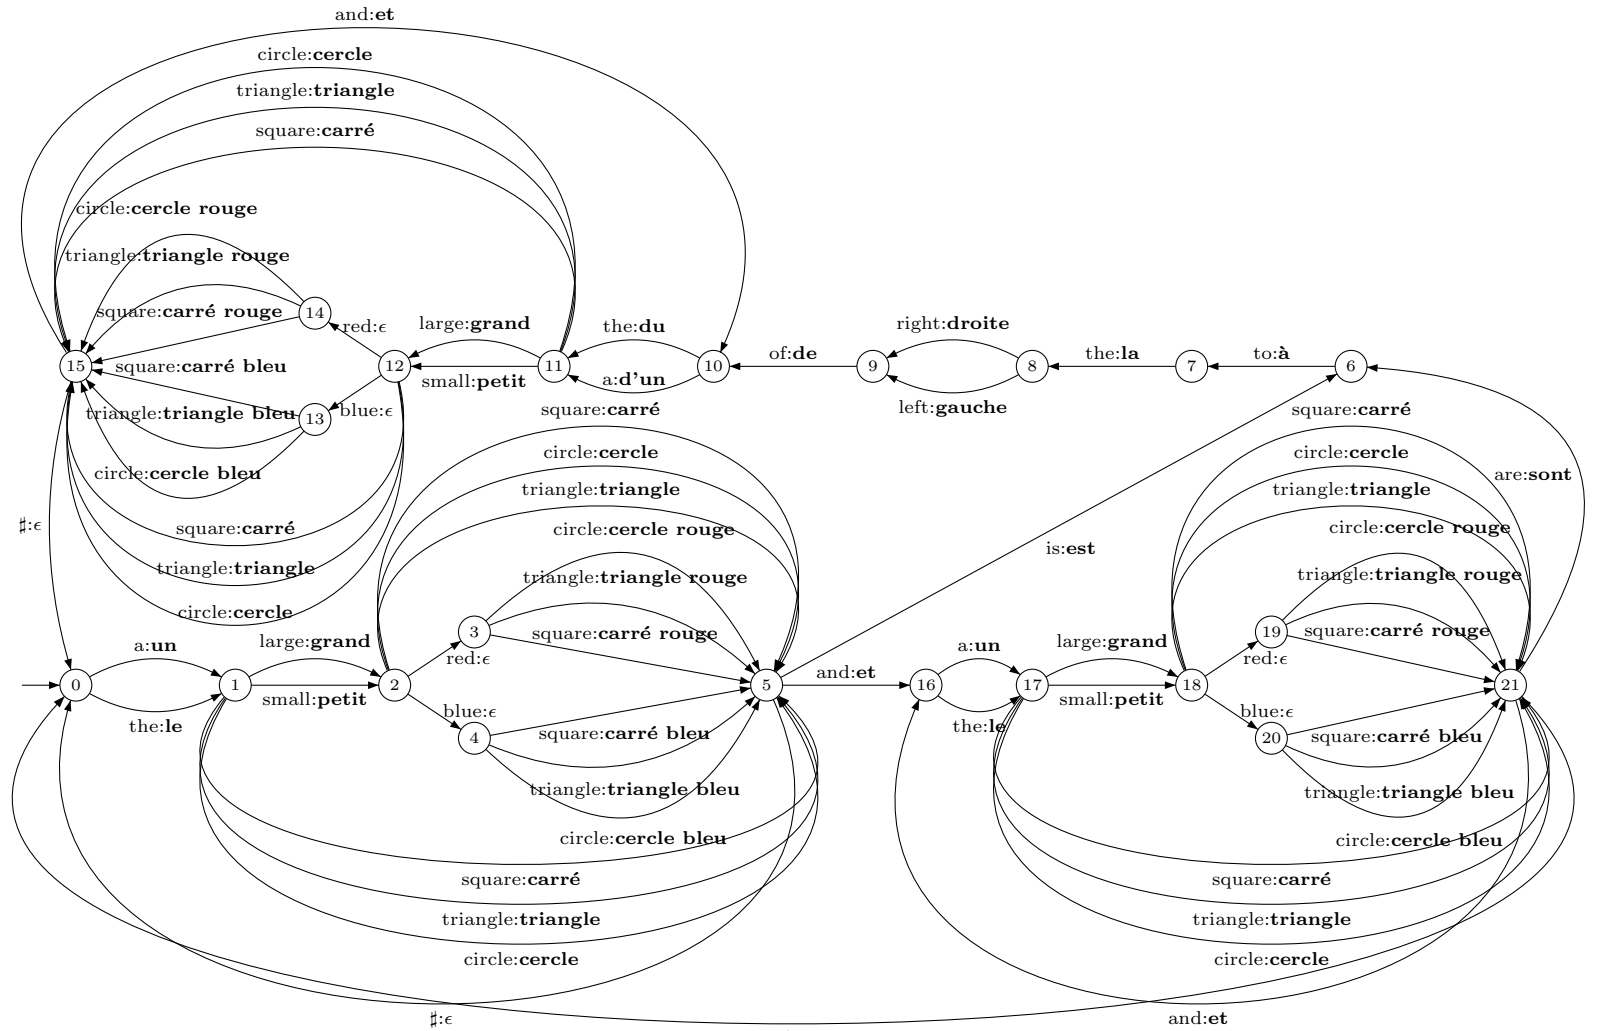 and:et
circle:cercle
triangle:triangle
square:carré
circle:cercle rouge
triangle:triangle rouge
square:carré rouge
14
red:ϵ
large:grand
the:du
right:droite
15
square:carré bleu
12
11
10
of:de
9
8
the:la
7
to:à
6
small:petit
a:d'un
left:gauche
triangle:triangle bleu
13
blue:ϵ
circle:cercle bleu
square:carré
triangle:triangle
circle:cercle
♯:ϵ
square:carré
circle:cercle
triangle:triangle
circle:cercle rouge
triangle:triangle rouge
3
square:carré rouge
red:ϵ
is:est
square:carré
circle:cercle
triangle:triangle
are:sont
circle:cercle rouge
triangle:triangle rouge
19
square:carré rouge
red:ϵ
0
a:un
the:le
1
large:grand
small:petit
2
blue:ϵ
4
square:carré bleu
triangle:triangle bleu
circle:cercle bleu
5
and:et
16
a:un
the:le
17
large:grand
small:petit
18
blue:ϵ
20
square:carré bleu
triangle:triangle bleu
circle:cercle bleu
21
square:carré
triangle:triangle
circle:cercle
square:carré
triangle:triangle
circle:cercle
♯:ϵ
and:et